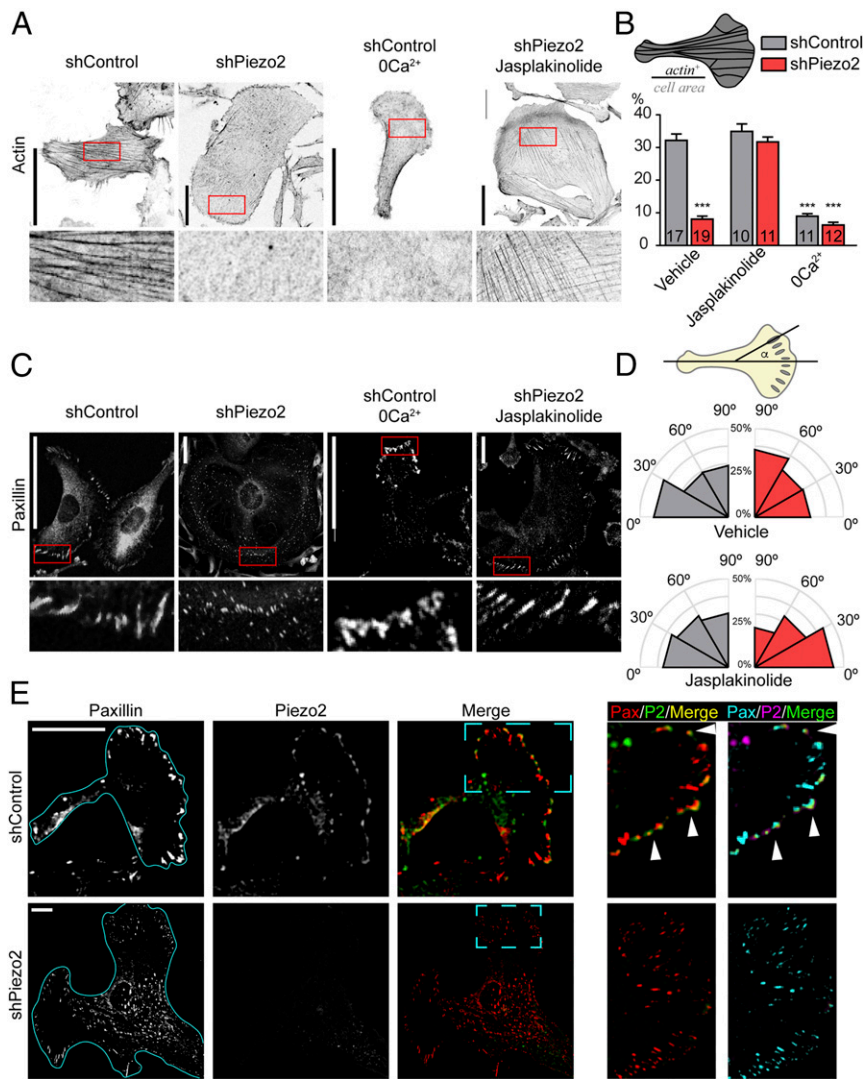 A
shControl
shPiezo2
shControl
0Ca²⁺
shPiezo2
Jasplakinolide
Actin
B
actin⁺
cell area
shControl
shPiezo2
%
40
30
20
10
0
***
***
***
17
19
10
11
11
12
Vehicle
Jasplakinolide
0Ca²⁺
C
shControl
shPiezo2
shControl
0Ca²⁺
shPiezo2
Jasplakinolide
Paxillin
D
α
90º
90º
60º
60º
30º
30º
0º
0º
50%
25%
0%
Vehicle
90º
90º
60º
60º
30º
30º
0º
0º
50%
25%
0%
Jasplakinolide
E
Paxillin
Piezo2
Merge
Pax/P2/Merge
Pax/P2/Merge
shControl
shPiezo2